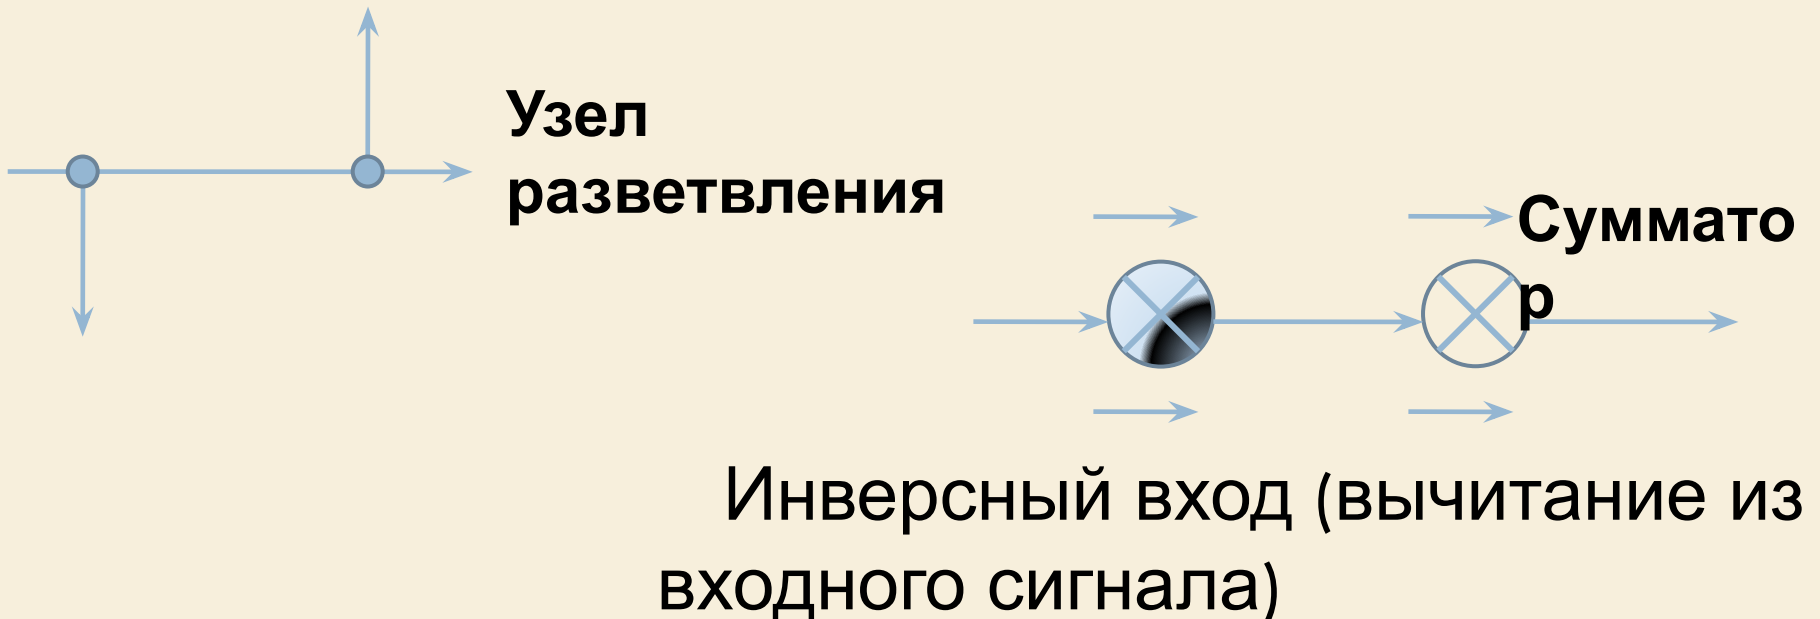 Узел
разветвления
Суммато
р
Инверсный вход (вычитание из
входного сигнала)